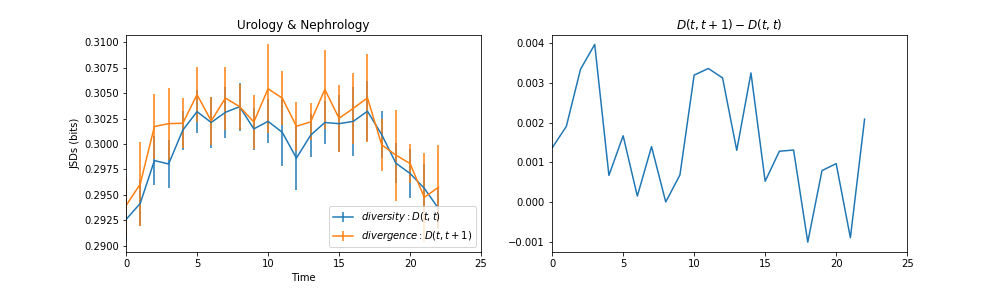 Urology & Nephrology
JSDs (bits)
0.3100
0.3075
0.3050
0.3025
0.3000
0.2975
0.2950
0.2925
0.2900
0 5 10 15 20 25
Time
diversity: D(t, t)
divergence: D(t, t + 1)
D(t, t + 1) − D(t, t)
0.004
0.003
0.002
0.001
0.000
−0.001
0 5 10 15 20 25